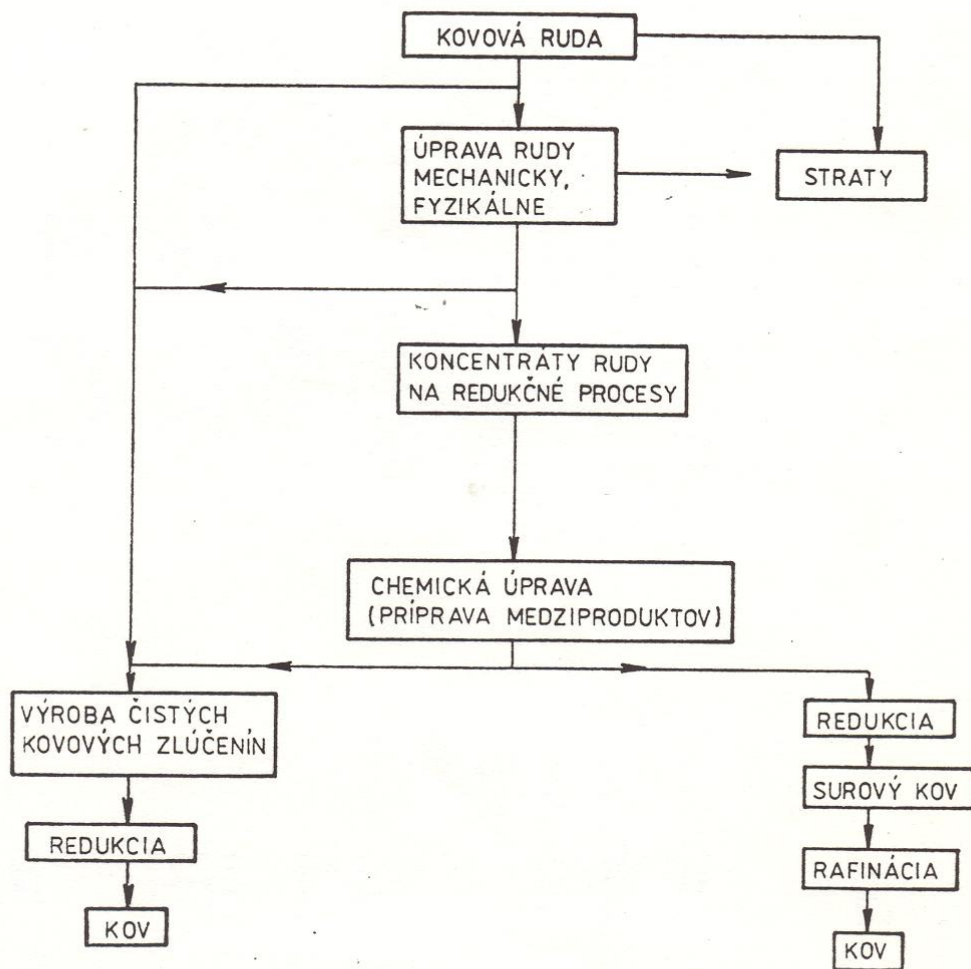 KOVOVÁ RUDA
ÚPRAVA RUDY
MECHANICKY,
FYZIKÁLNE
STRATY
KONCENTRÁTY RUDY
NA REDUKČNÉ PROCESY
CHEMICKÁ ÚPRAVA
(PRÍPRAVA MEDZIPRODUKTOV)
VÝROBA ČISTÝCH
KOVOVÝCH ZLÚČENÍN
REDUKCIA
KOV
REDUKCIA
SUROVÝ KOV
RAFINÁCIA
KOV